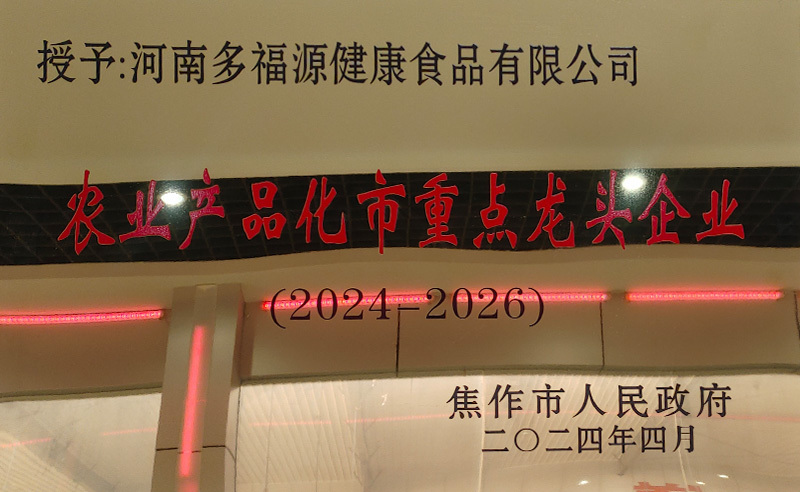 授予:河南多福源健康食品有限公司
农业产品化市重点龙头企业
(2024-2026)
焦作市人民政府
二〇二四年四月